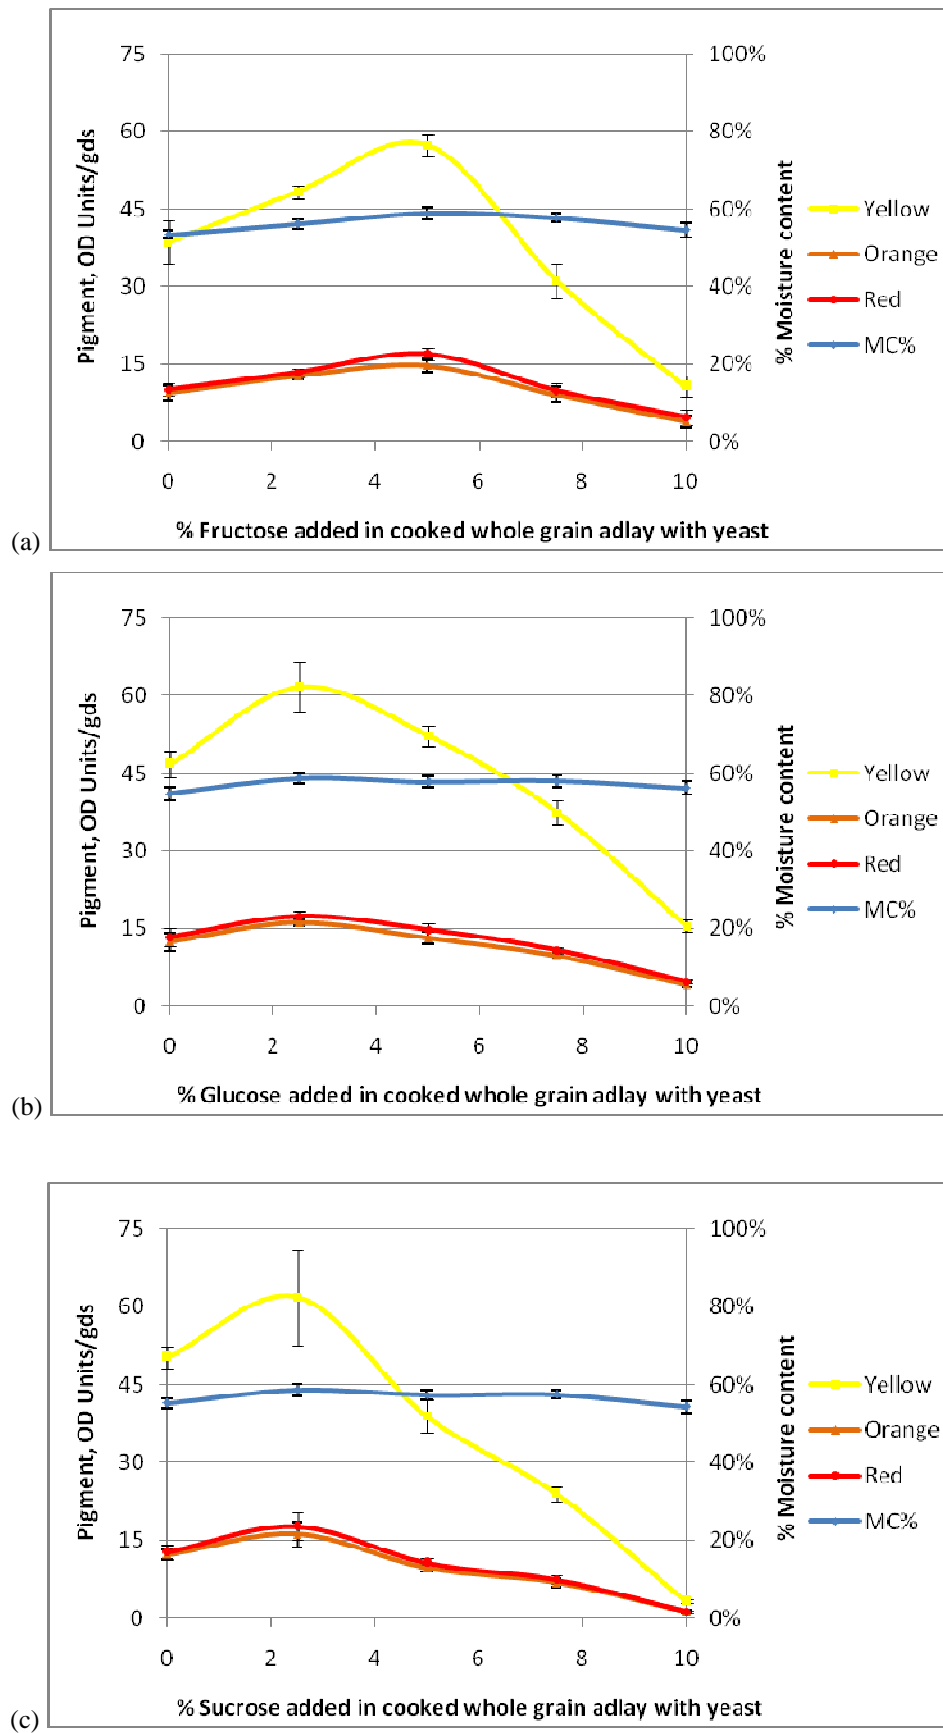 75
60
45
30
15
0
Pigment, OD Units/gds
100%
80%
60%
40%
20%
0%
% Moisture content
Yellow
Orange
Red
MC%
0 2 4 6 8 10
% Fructose added in cooked whole grain adlay with yeast
(a)
75
60
45
30
15
0
Pigment, OD Units/gds
100%
80%
60%
40%
20%
0%
% Moisture content
Yellow
Orange
Red
MC%
0 2 4 6 8 10
% Glucose added in cooked whole grain adlay with yeast
(b)
75
60
45
30
15
0
Pigment, OD Units/gds
100%
80%
60%
40%
20%
0%
% Moisture content
Yellow
Orange
Red
MC%
0 2 4 6 8 10
% Sucrose added in cooked whole grain adlay with yeast
(c)